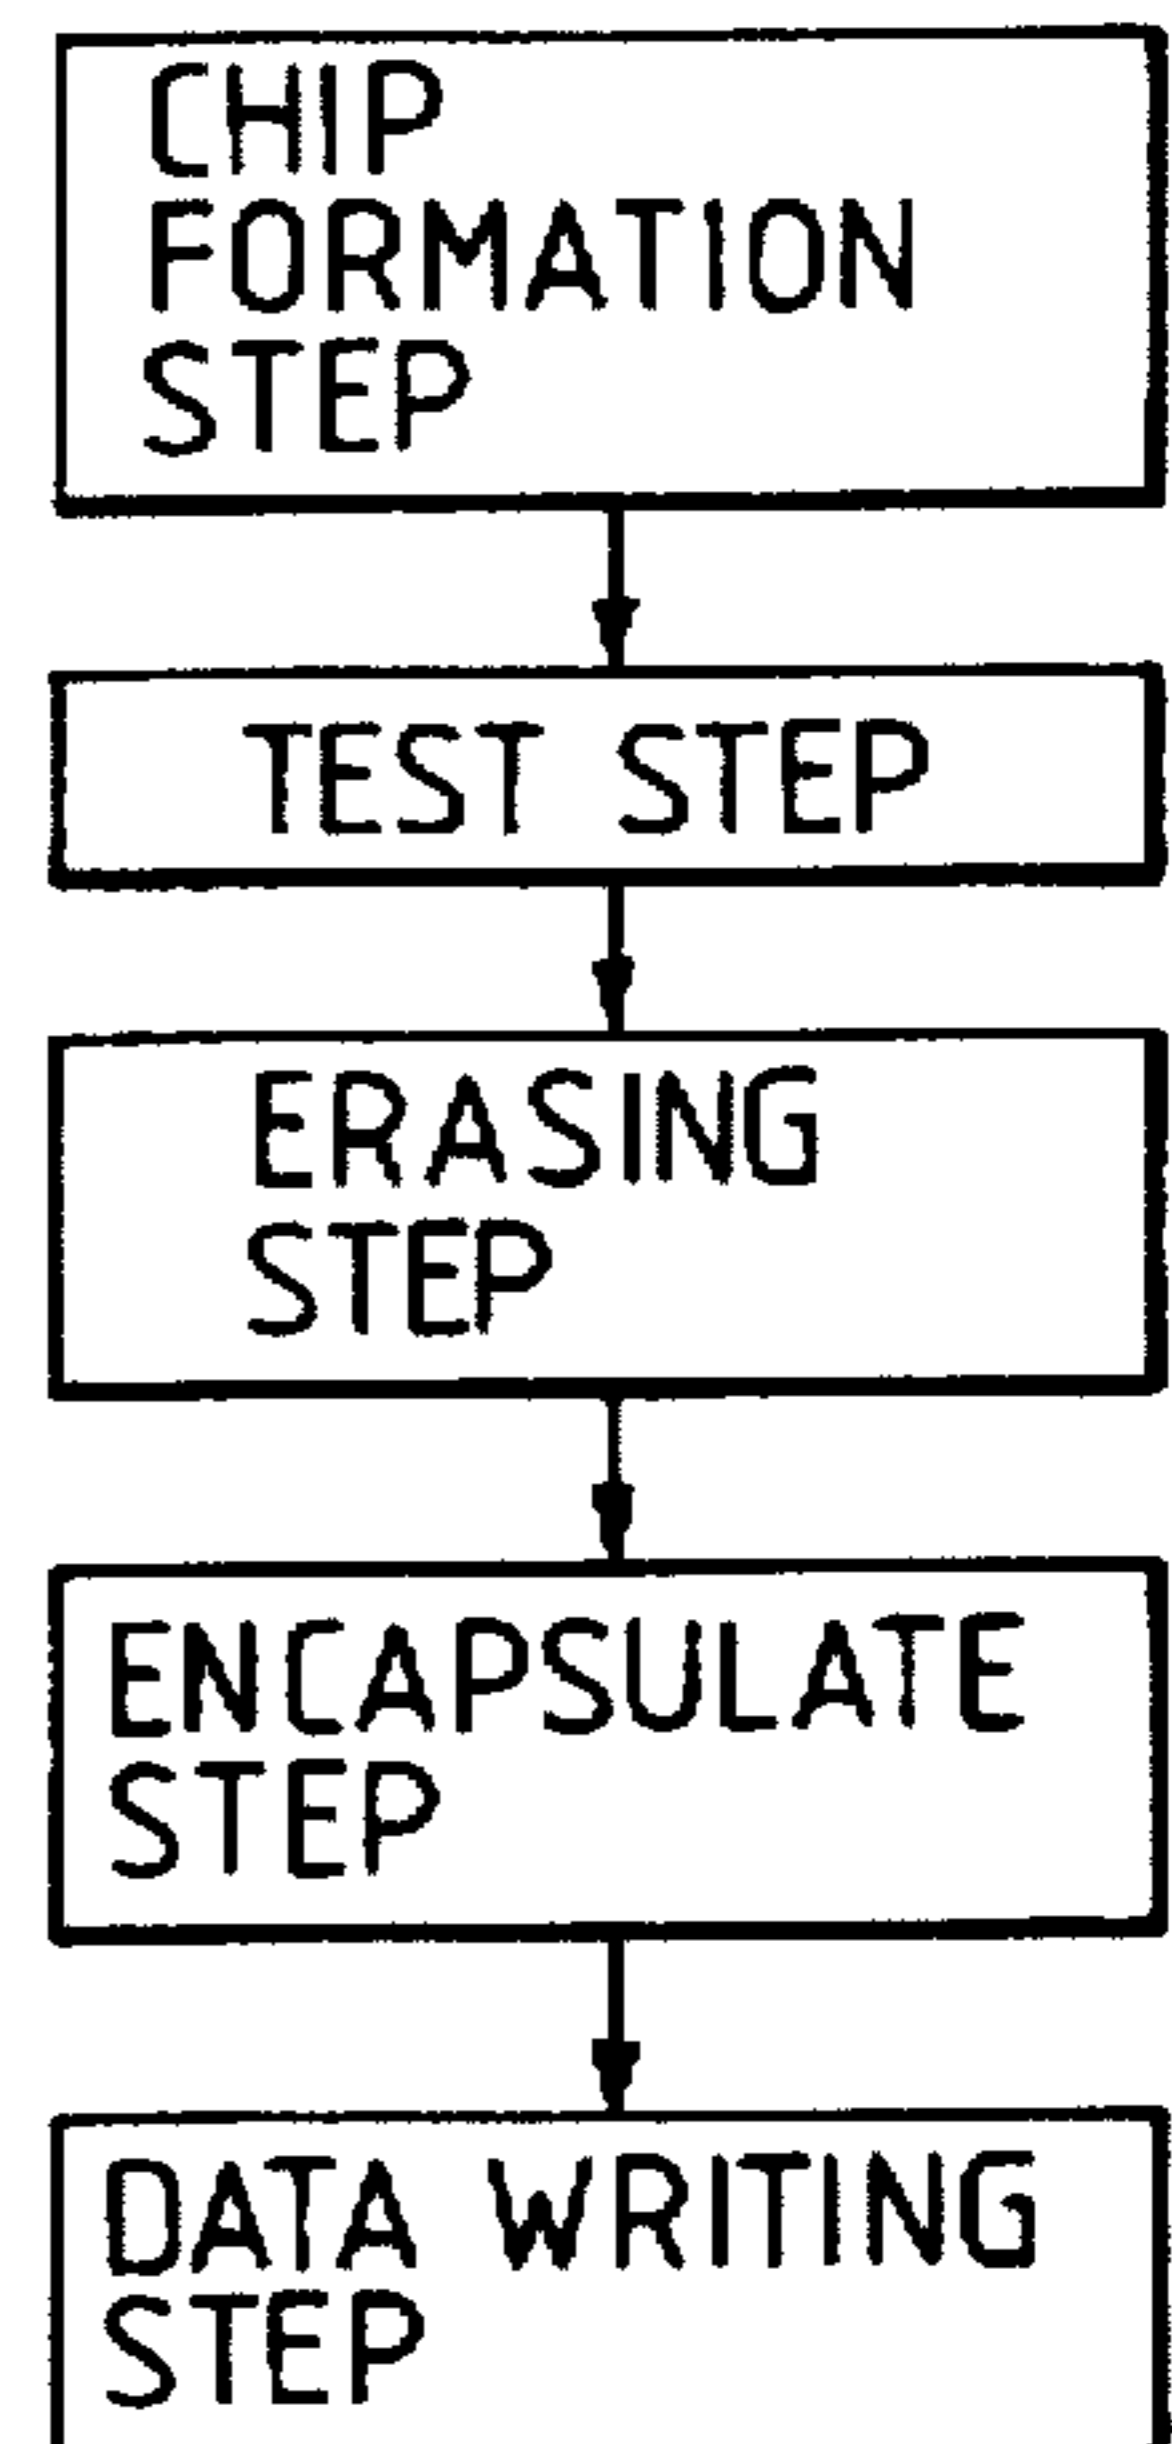 CHIP
FORMATION
STEP
TEST STEP
ERASING
STEP
ENCAPSULATE
STEP
DATA WRITING
STEP